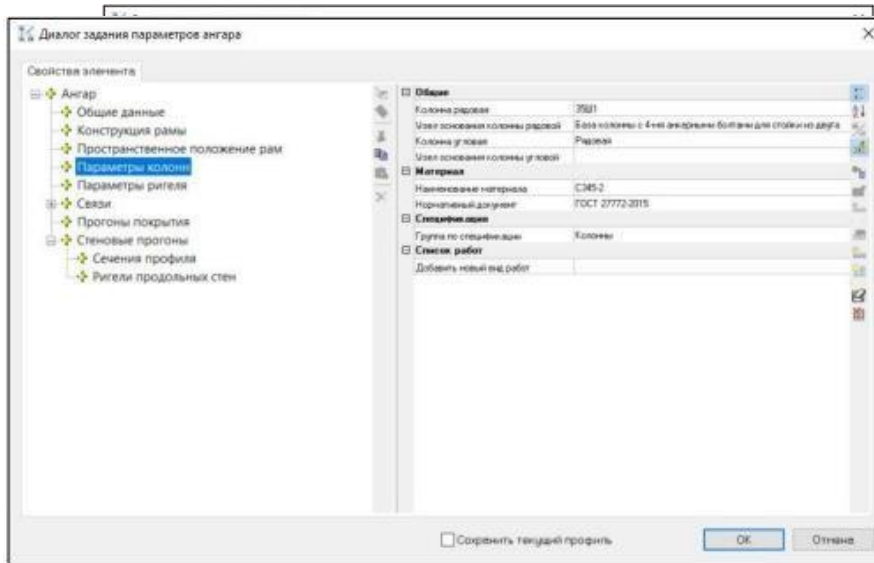 Диалог задания параметров ангара
Свойства элемента
Ангар
Общие данные
Конструкция рамы
Пространственное положение рам
Параметры колонн
Параметры ригеля
Связи
Прогоны покрытия
Стеновые прогоны
Сечения профиля
Ригели продольных стен
Общие
Колонна рядовая 35Ш1
Узел основания колонны рядовой База колонны с 4-мя анкерными болтами для стойки из двутa
Колонна угловая Рядовая
Узел основания колонны угловой
Материал
Наименование материала С345-2
Нормативный документ ГОСТ 27772-2015
Спецификация
Группа по спецификации Колонны
Список работ
Добавить новый вид работ
Сохранить текущий профиль
ОК
Отмена